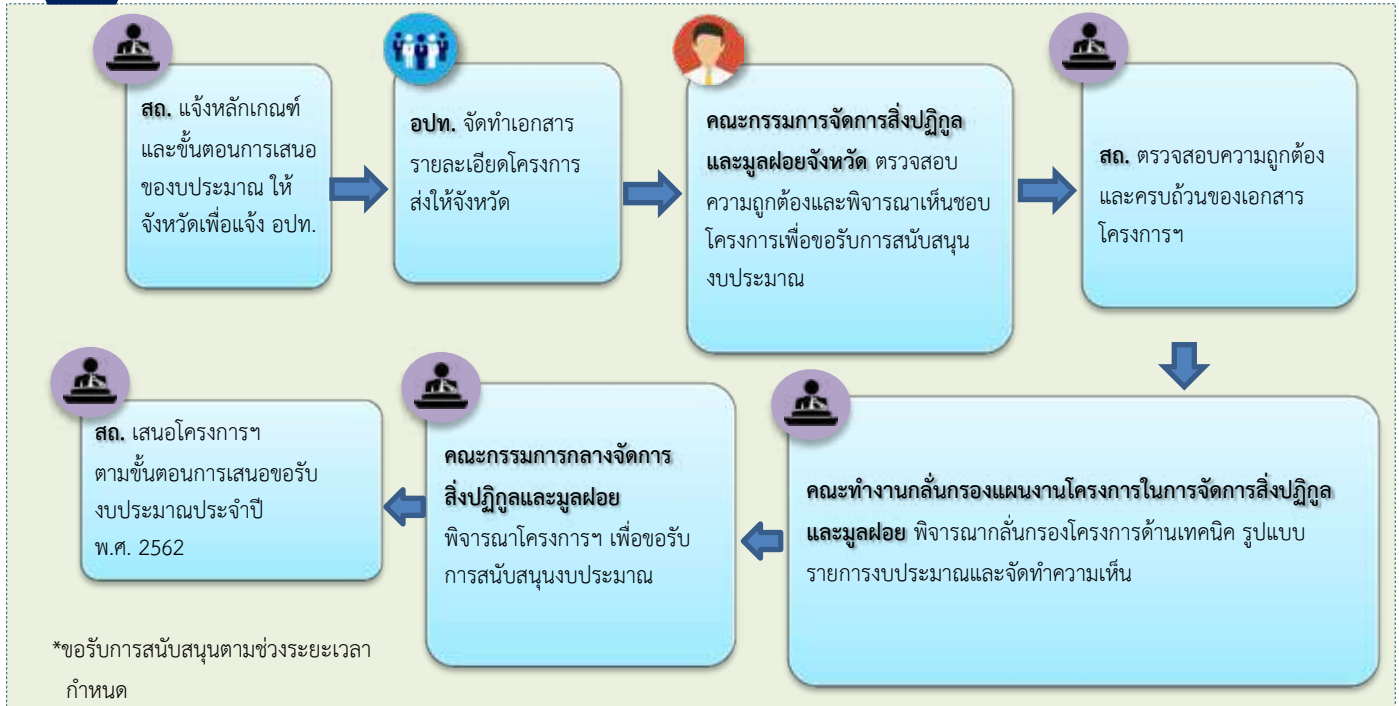 สถ. แจ้งหลักเกณฑ์
และขั้นตอนการเสนอ
ของบประมาณ ให้
จังหวัดเพื่อแจ้ง อปท.
อปท. จัดทำเอกสาร
รายละเอียดโครงการ
ส่งให้จังหวัด
คณะกรรมการจัดการสิ่งปฏิกูล
และมูลฝอยจังหวัด ตรวจสอบ
ความถูกต้องและพิจารณาเห็นชอบ
โครงการเพื่อขอรับการสนับสนุน
งบประมาณ
สถ. ตรวจสอบความถูกต้อง
และครบถ้วนของเอกสาร
โครงการฯ
คณะทำงานกลั่นกรองแผนงานโครงการในการจัดการสิ่งปฏิกูล
และมูลฝอย พิจารณากลั่นกรองโครงการด้านเทคนิค รูปแบบ
รายการงบประมาณและจัดทำความเห็น
คณะกรรมการกลางจัดการ
สิ่งปฏิกูลและมูลฝอย
พิจารณาโครงการฯ เพื่อขอรับ
การสนับสนุนงบประมาณ
สถ. เสนอโครงการฯ
ตามขั้นตอนการเสนอขอรับ
งบประมาณประจำปี
พ.ศ. 2562
*ขอรับการสนับสนุนตามช่วงระยะเวลา
กำหนด